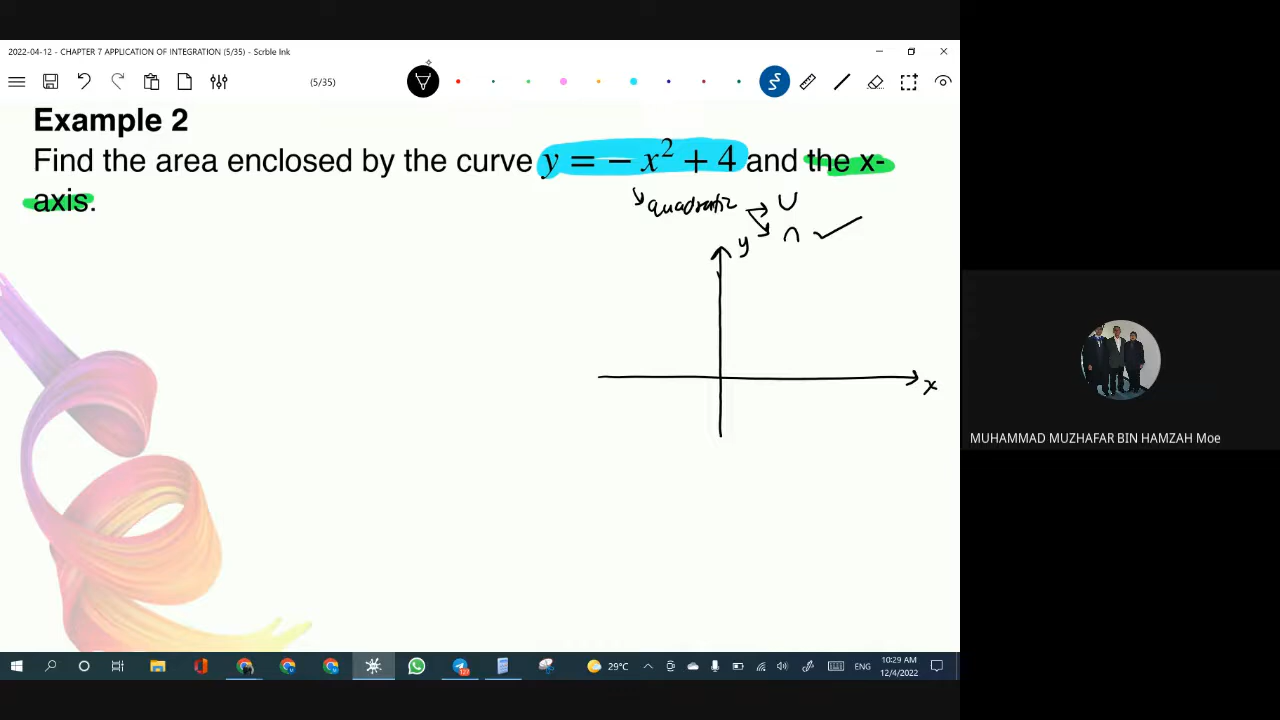 2022-04-12 - CHAPTER 7 APPLICATION OF INTEGRATION (5/35) - Scrble Ink
(5/35)
Example 2
Find the area enclosed by the curve y = − x² + 4 and the x-
axis.
quadratic
y
x
MUHAMMAD MUZHAFAR BIN HAMZAH Moe
29°C
ENG
10:29 AM
12/4/2022